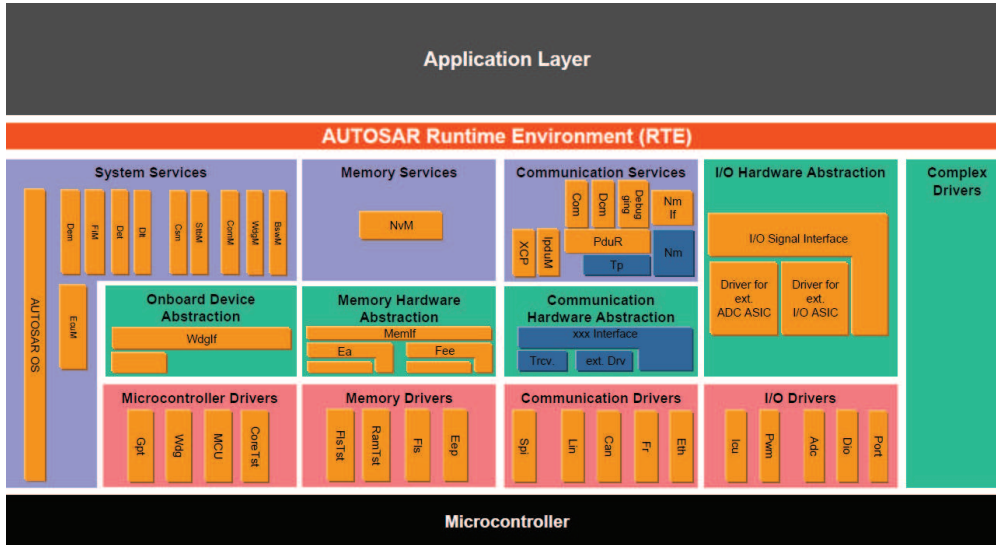 Application Layer
AUTOSAR Runtime Environment (RTE)
System Services
AUTOSAR OS
Dem
FiM
Det
Dlt
Csm
StbM
ComM
WdgM
BswM
EcuM
Memory Services
NvM
Communication Services
XCP
IpduM
Com
Dcm
Debug
ging
Nm
If
PduR
Tp
Nm
I/O Hardware Abstraction
I/O Signal Interface
Driver for
ext.
ADC ASIC
Driver for
ext.
I/O ASIC
Complex
Drivers
Onboard Device
Abstraction
WdgIf
Memory Hardware
Abstraction
MemIf
Ea
Fee
Communication
Hardware Abstraction
xxx Interface
Trcv.
ext. Drv
Microcontroller Drivers
Gpt
Wdg
MCU
CoreTst
Memory Drivers
FlsTst
RamTst
Fls
Eep
Communication Drivers
Spi
Lin
Can
Fr
Eth
I/O Drivers
Icu
Pwm
Adc
Dio
Port
Microcontroller